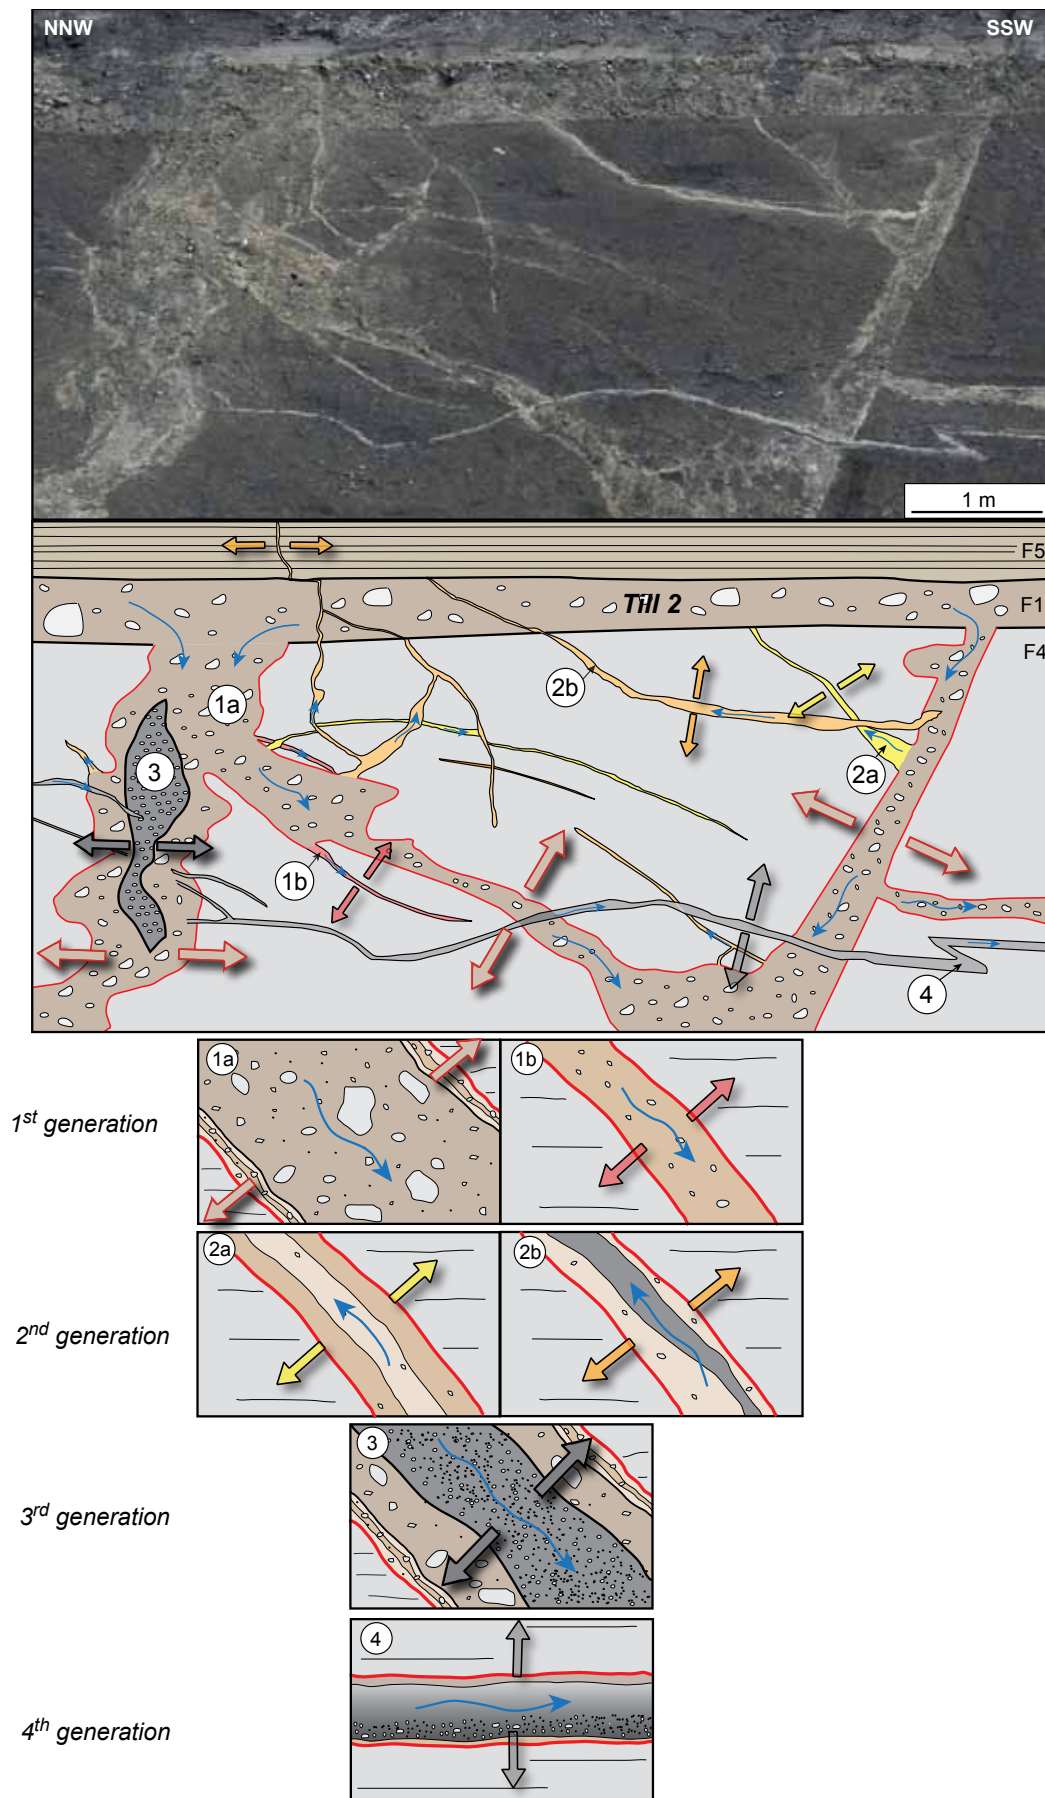 NNW
SSW
1 m
F5
Till 2
F1
F4
1a
2b
3
2a
1b
4
1a
1b
1st generation
2a
2b
2nd generation
3
3rd generation
4
4th generation